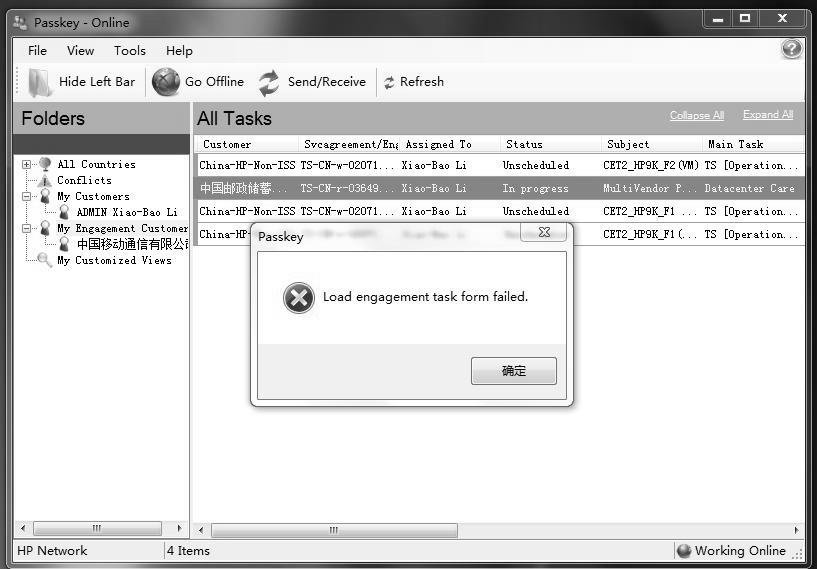 Passkey - Online
File View Tools Help
Hide Left Bar Go Offline Send/Receive Refresh
Folders
All Countries
Conflicts
My Customers
ADMIN Xiao-Bao Li
My Engagement Customer
中国移动通信有限公司
My Customized Views
All Tasks Collapse All Expand All
Customer Svcagreement/Eng Assigned To Status Subject Main Task
China-HP-Non-ISS TS-CN-w-02071... Xiao-Bao Li Unscheduled CET2_HP9K_F2(VM) TS [Operation...
中国邮政储蓄... TS-CN-r-03649... Xiao-Bao Li In progress MultiVendor P... Datacenter Care
China-HP-Non-ISS TS-CN-w-02071... Xiao-Bao Li Unscheduled CET2_HP9K_F1 ... TS [Operation...
China-HP- CET2_HP9K_F1(... TS [Operation...
Passkey
Load engagement task form failed.
确定
HP Network 4 Items Working Online